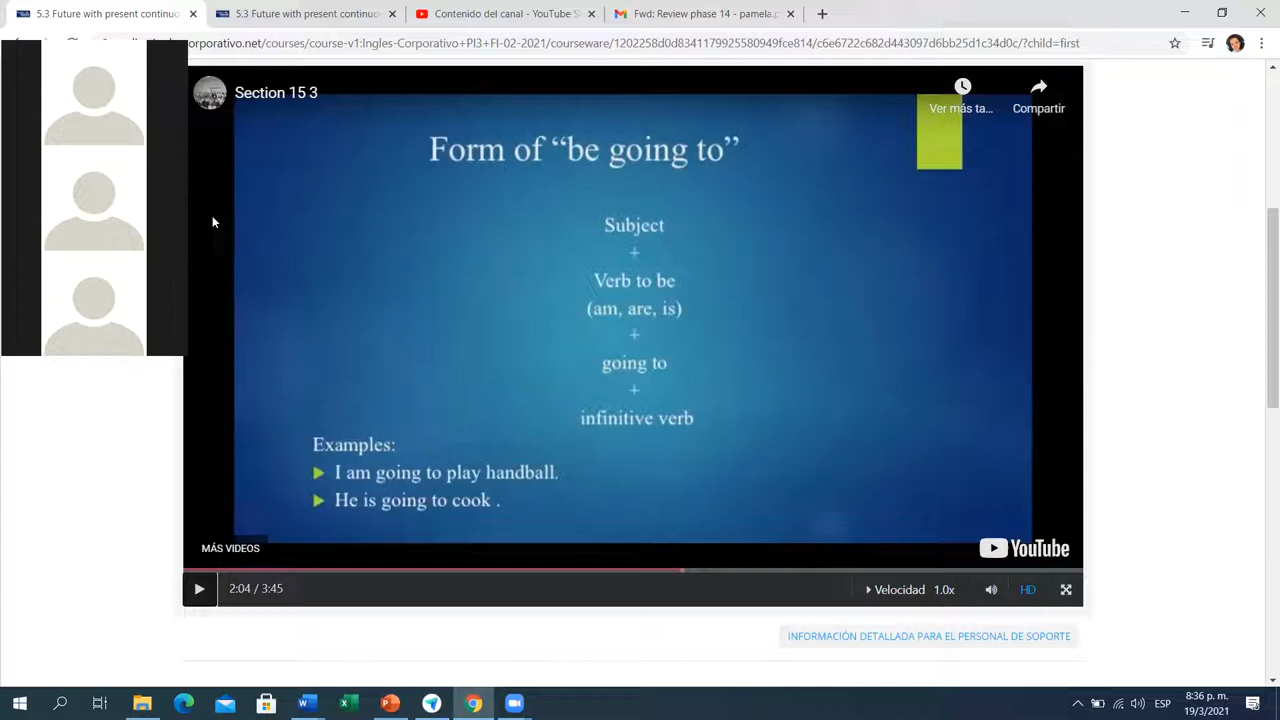 5.3 Future with present continuo
5.3 Future with present continuo
Contenido del canal - YouTube S
Fwd: Review phase 14 - pamela.p
orporativo.net/courses/course-v1:Ingles-Corporativo+PI3+FI-02-2021/courseware/1202258d0d8341179925580949fce814/c6e6722c682d443097d6bb25d1c34d0c/?child=first
Section 15 3
Ver más ta...
Compartir
Form of “be going to”
Subject
+
Verb to be
(am, are, is)
+
going to
+
infinitive verb
Examples:
I am going to play handball.
He is going to cook .
MÁS VIDEOS
YouTube
2:04 / 3:45
Velocidad 1.0x
HD
INFORMACIÓN DETALLADA PARA EL PERSONAL DE SOPORTE
ESP
8:36 p. m.
19/3/2021